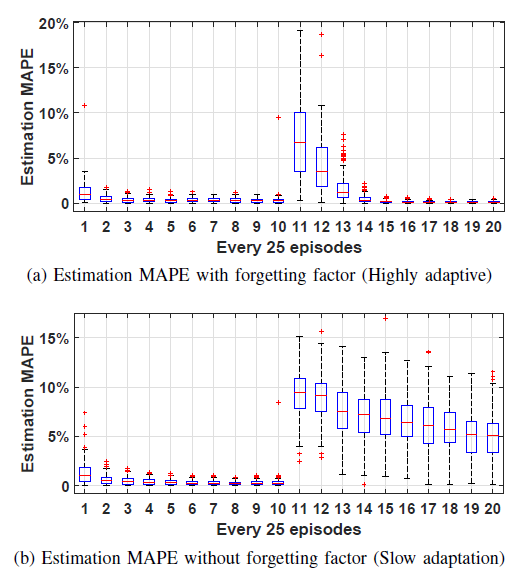 20%
15%
10%
5%
0
Estimation MAPE
1 2 3 4 5 6 7 8 9 10 11 12 13 14 15 16 17 18 19 20
Every 25 episodes
(a) Estimation MAPE with forgetting factor (Highly adaptive)
15%
10%
5%
0
Estimation MAPE
1 2 3 4 5 6 7 8 9 10 11 12 13 14 15 16 17 18 19 20
Every 25 episodes
(b) Estimation MAPE without forgetting factor (Slow adaptation)